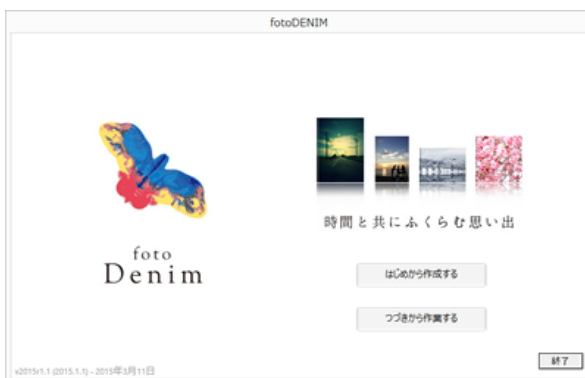 fotoDENIM
時間と共にふくらむ思い出
foto
Denim
はじめから作成する
つづきから作業する
終了
v2015r1.1 (2015.1.1) - 2015年3月11日